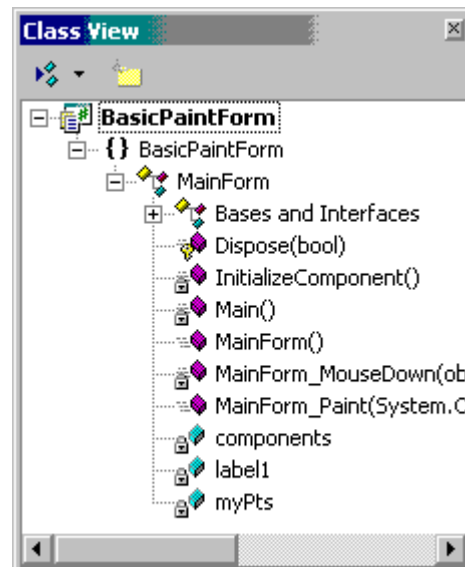 Class View
BasicPaintForm
{} BasicPaintForm
MainForm
Bases and Interfaces
Dispose(bool)
InitializeComponent()
Main()
MainForm()
MainForm_MouseDown(ob
MainForm_Paint(System.O
components
label1
myPts